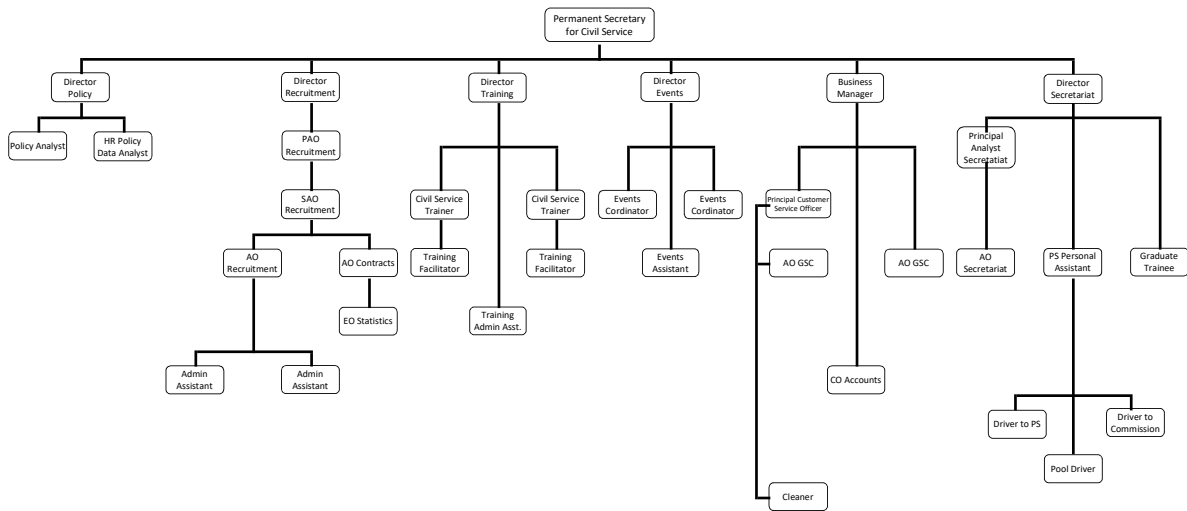 Permanent Secretary
for Civil Service
Director
Policy
Director
Recruitment
Director
Training
Director
Events
Business
Manager
Director
Secretariat
Policy Analyst
HR Policy
Data Analyst
PAO
Recruitment
Principal
Analyst
Secretatiat
SAO
Recruitment
Civil Service
Trainer
Civil Service
Trainer
Events
Cordinator
Events
Cordinator
Principal Customer
Service Officer
AO
Recruitment
AO Contracts
Training
Facilitator
Training
Facilitator
Events
Assistant
AO GSC
AO GSC
AO
Secretariat
PS Personal
Assistant
Graduate
Trainee
EO Statistics
Training
Admin Asst.
Admin
Assistant
Admin
Assistant
CO Accounts
Driver to PS
Driver to
Commission
Pool Driver
Cleaner